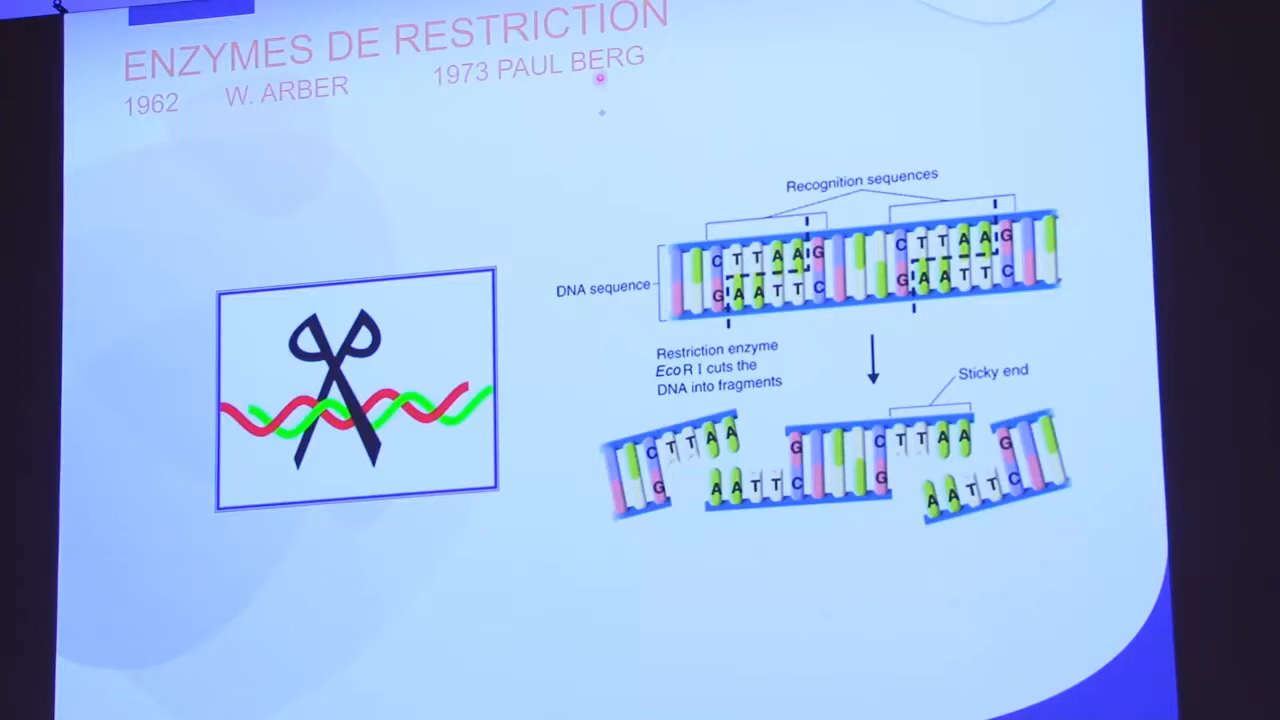 ENZYMES DE RESTRICTION
1962 W. ARBER 1973 PAUL BERG
Recognition sequences
DNA sequence
C T T A A G C T T A A G
G A A T T C G A A T T C
Restriction enzyme
EcoR I cuts the
DNA into fragments
Sticky end
C T T A A G C T T A A G
G A A T T C G A A T T C